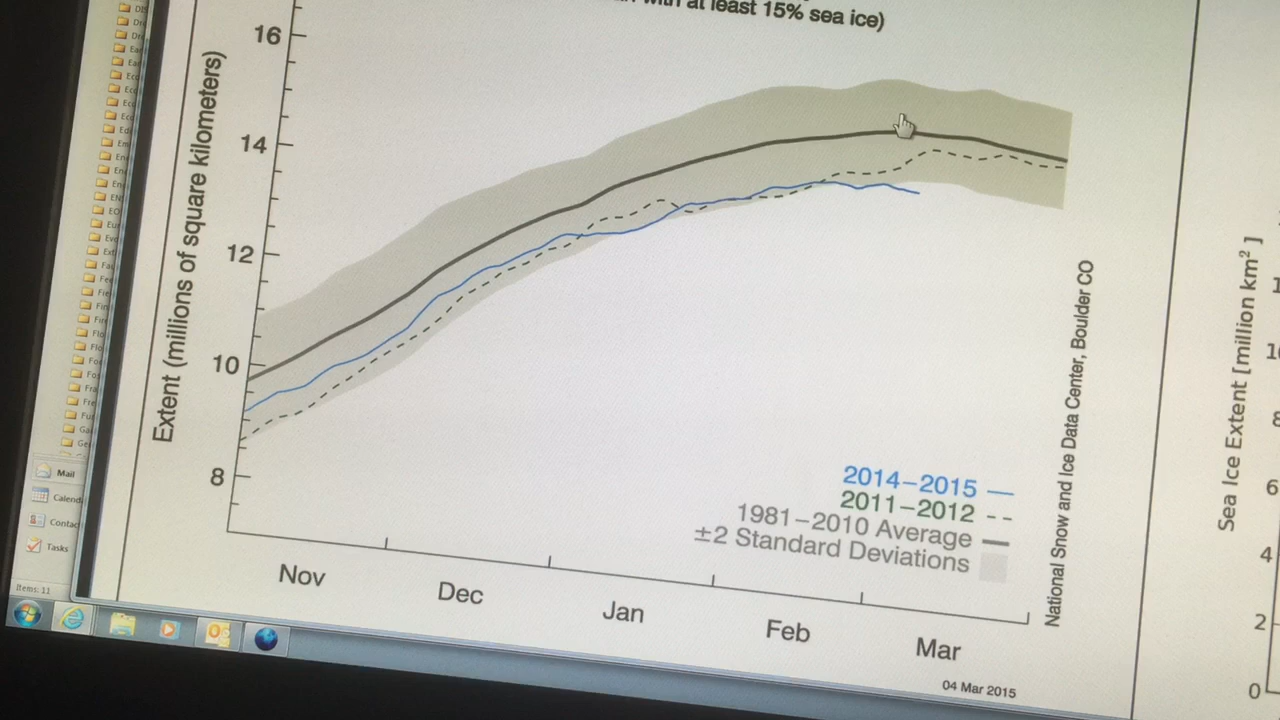 with at least 15% sea ice)
16
14
12
10
8
Extent (millions of square kilometers)
Nov
Dec
Jan
Feb
Mar
2014–2015
2011–2012
1981–2010 Average
±2 Standard Deviations
National Snow and Ice Data Center, Boulder CO
04 Mar 2015
Sea Ice Extent [million km²]
6
4
2
0
Mail
Tasks
Items: 11